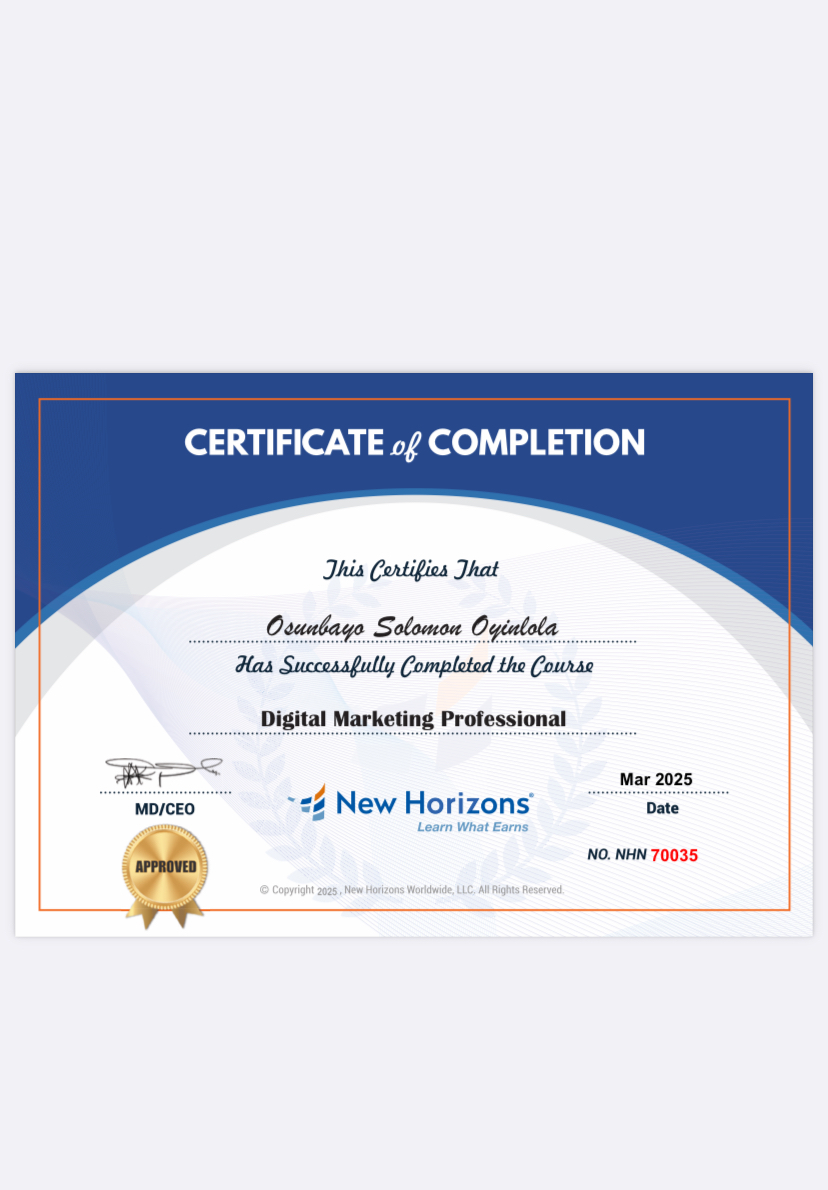 CERTIFICATE of COMPLETION
This Certifies That
Osunbayo Solomon Oyinlola
Has Successfully Completed the Course
Digital Marketing Professional
MD/CEO
APPROVED
New Horizons®
Learn What Earns
Mar 2025
Date
NO. NHN 70035
© Copyright 2025, New Horizons Worldwide, LLC. All Rights Reserved.